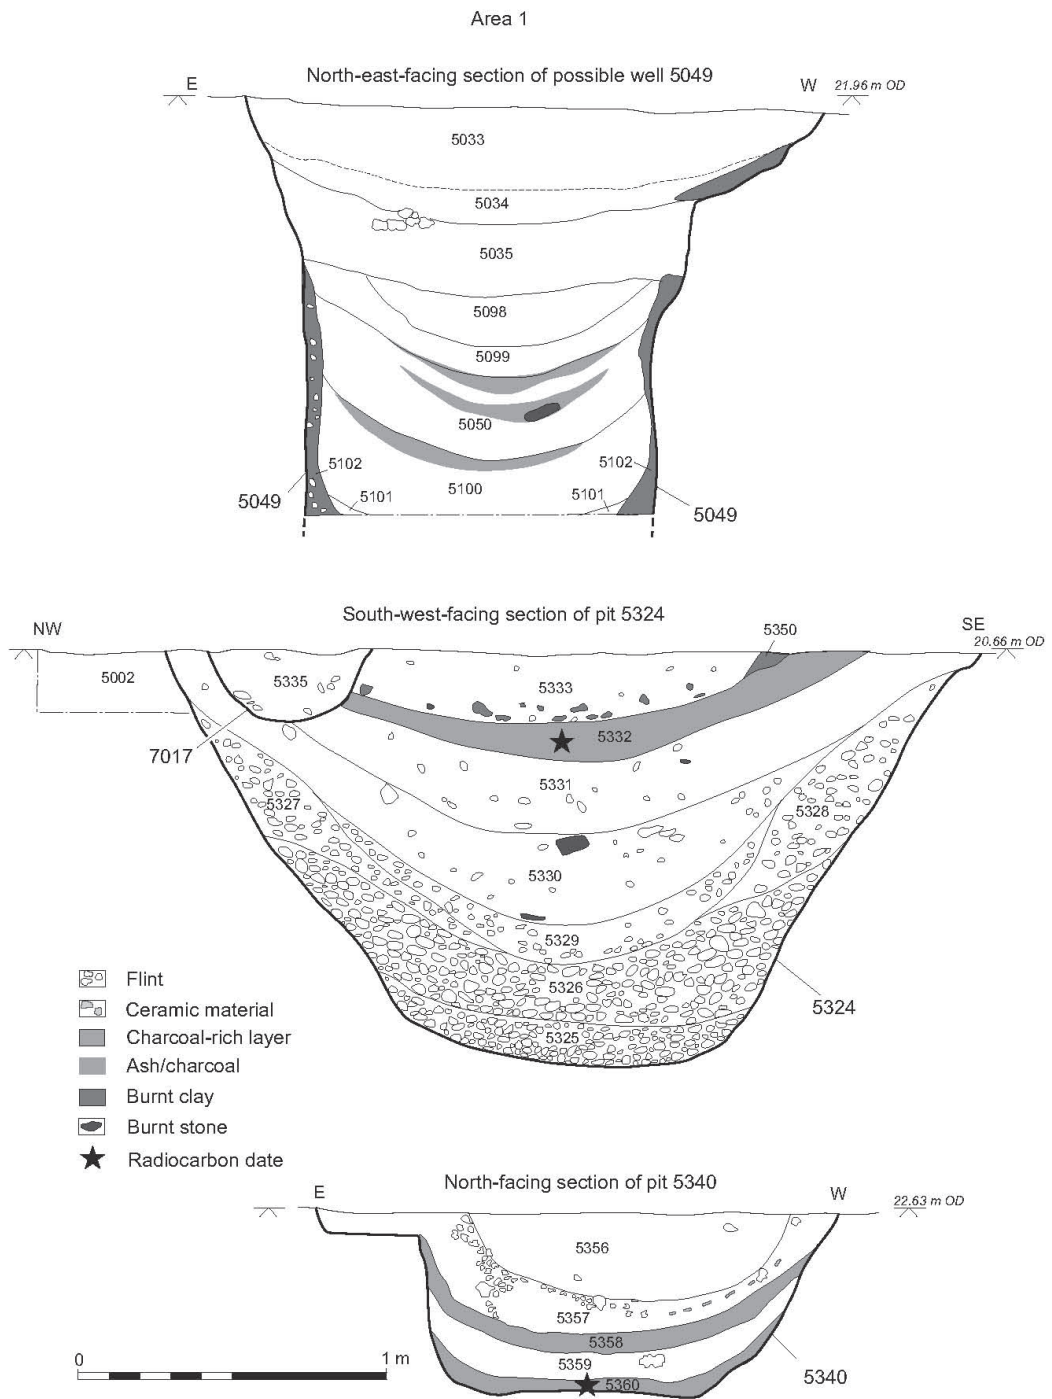 Area 1
North-east-facing section of possible well 5049
E
W
21.96 m OD
5033
5034
5035
5098
5099
5050
5102
5102
5049
5101
5100
5101
5049
South-west-facing section of pit 5324
NW
SE
5350
20.66 m OD
5002
5335
5333
5332
7017
5331
5327
5328
5330
5329
5326
5324
5325
Flint
Ceramic material
Charcoal-rich layer
Ash/charcoal
Burnt clay
Burnt stone
Radiocarbon date
North-facing section of pit 5340
E
W
22.63 m OD
5356
5357
5358
5359
5360
5340
0
1 m